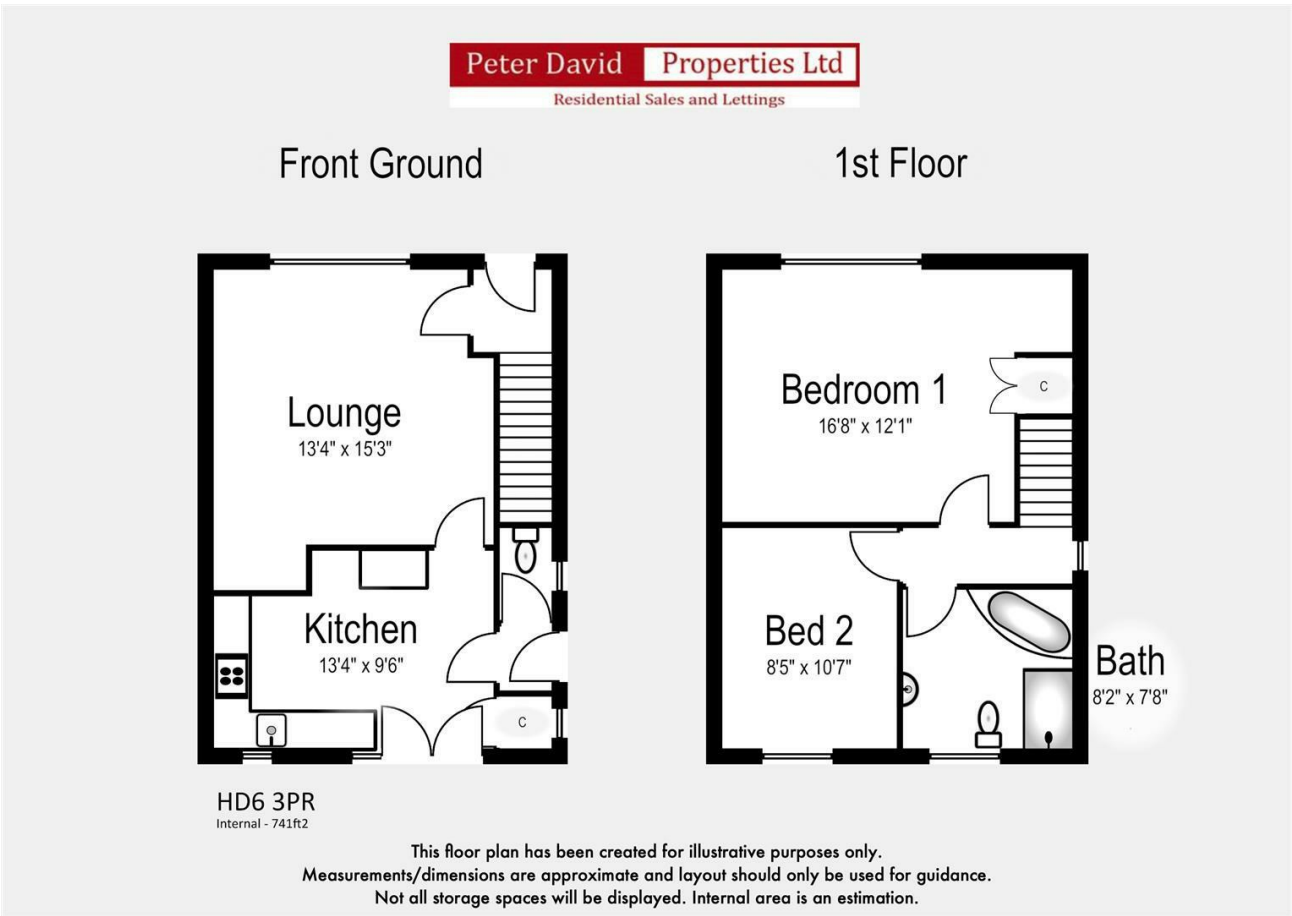 Peter David Properties Ltd
Residential Sales and Lettings
Front Ground
1st Floor
Lounge
13'4" x 15'3"
Kitchen
13'4" x 9'6"
C
Bedroom 1
16'8" x 12'1"
C
Bed 2
8'5" x 10'7"
Bath
8'2" x 7'8"
HD6 3PR
Internal - 741ft2
This floor plan has been created for illustrative purposes only.
Measurements/dimensions are approximate and layout should only be used for guidance.
Not all storage spaces will be displayed. Internal area is an estimation.